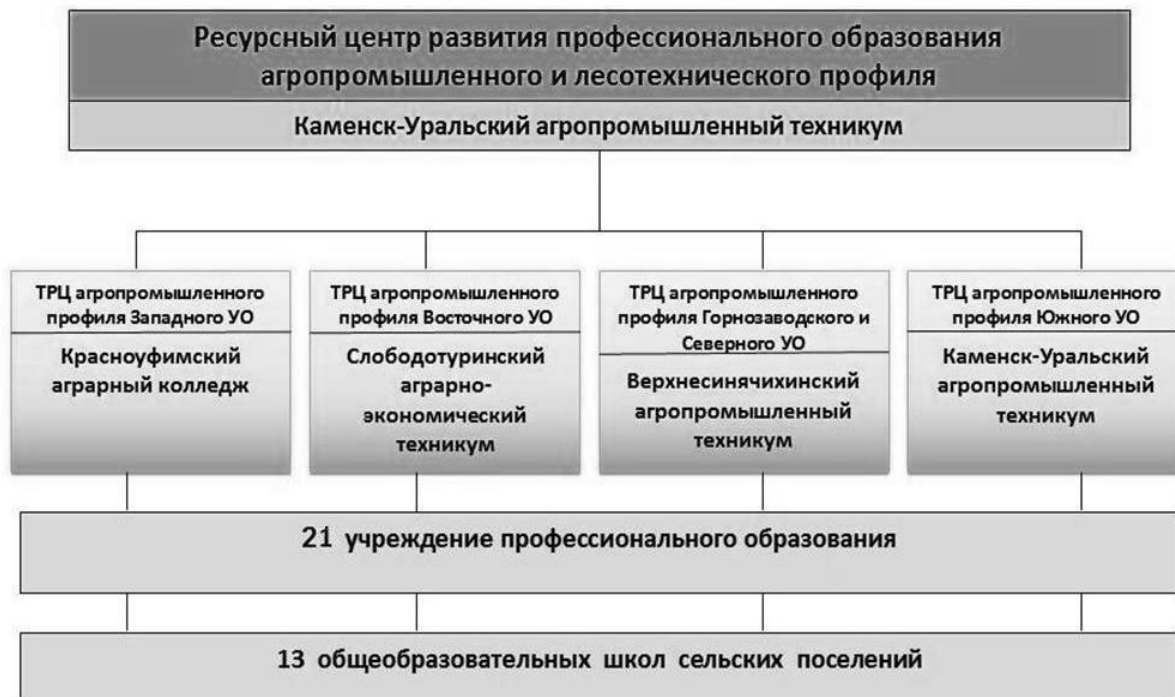 Ресурсный центр развития профессионального образования
агропромышленного и лесотехнического профиля
Каменск-Уральский агропромышленный техникум
ТРЦ агропромышленного
профиля Западного УО
Красноуфимский
аграрный колледж
ТРЦ агропромышленного
профиля Восточного УО
Слободотуринский
аграрно-
экономический
техникум
ТРЦ агропромышленного
профиля Горнозаводского и
Северного УО
Верхнесинячихинский
агропромышленный
техникум
ТРЦ агропромышленного
профиля Южного УО
Каменск-Уральский
агропромышленный
техникум
21 учреждение профессионального образования
13 общеобразовательных школ сельских поселений